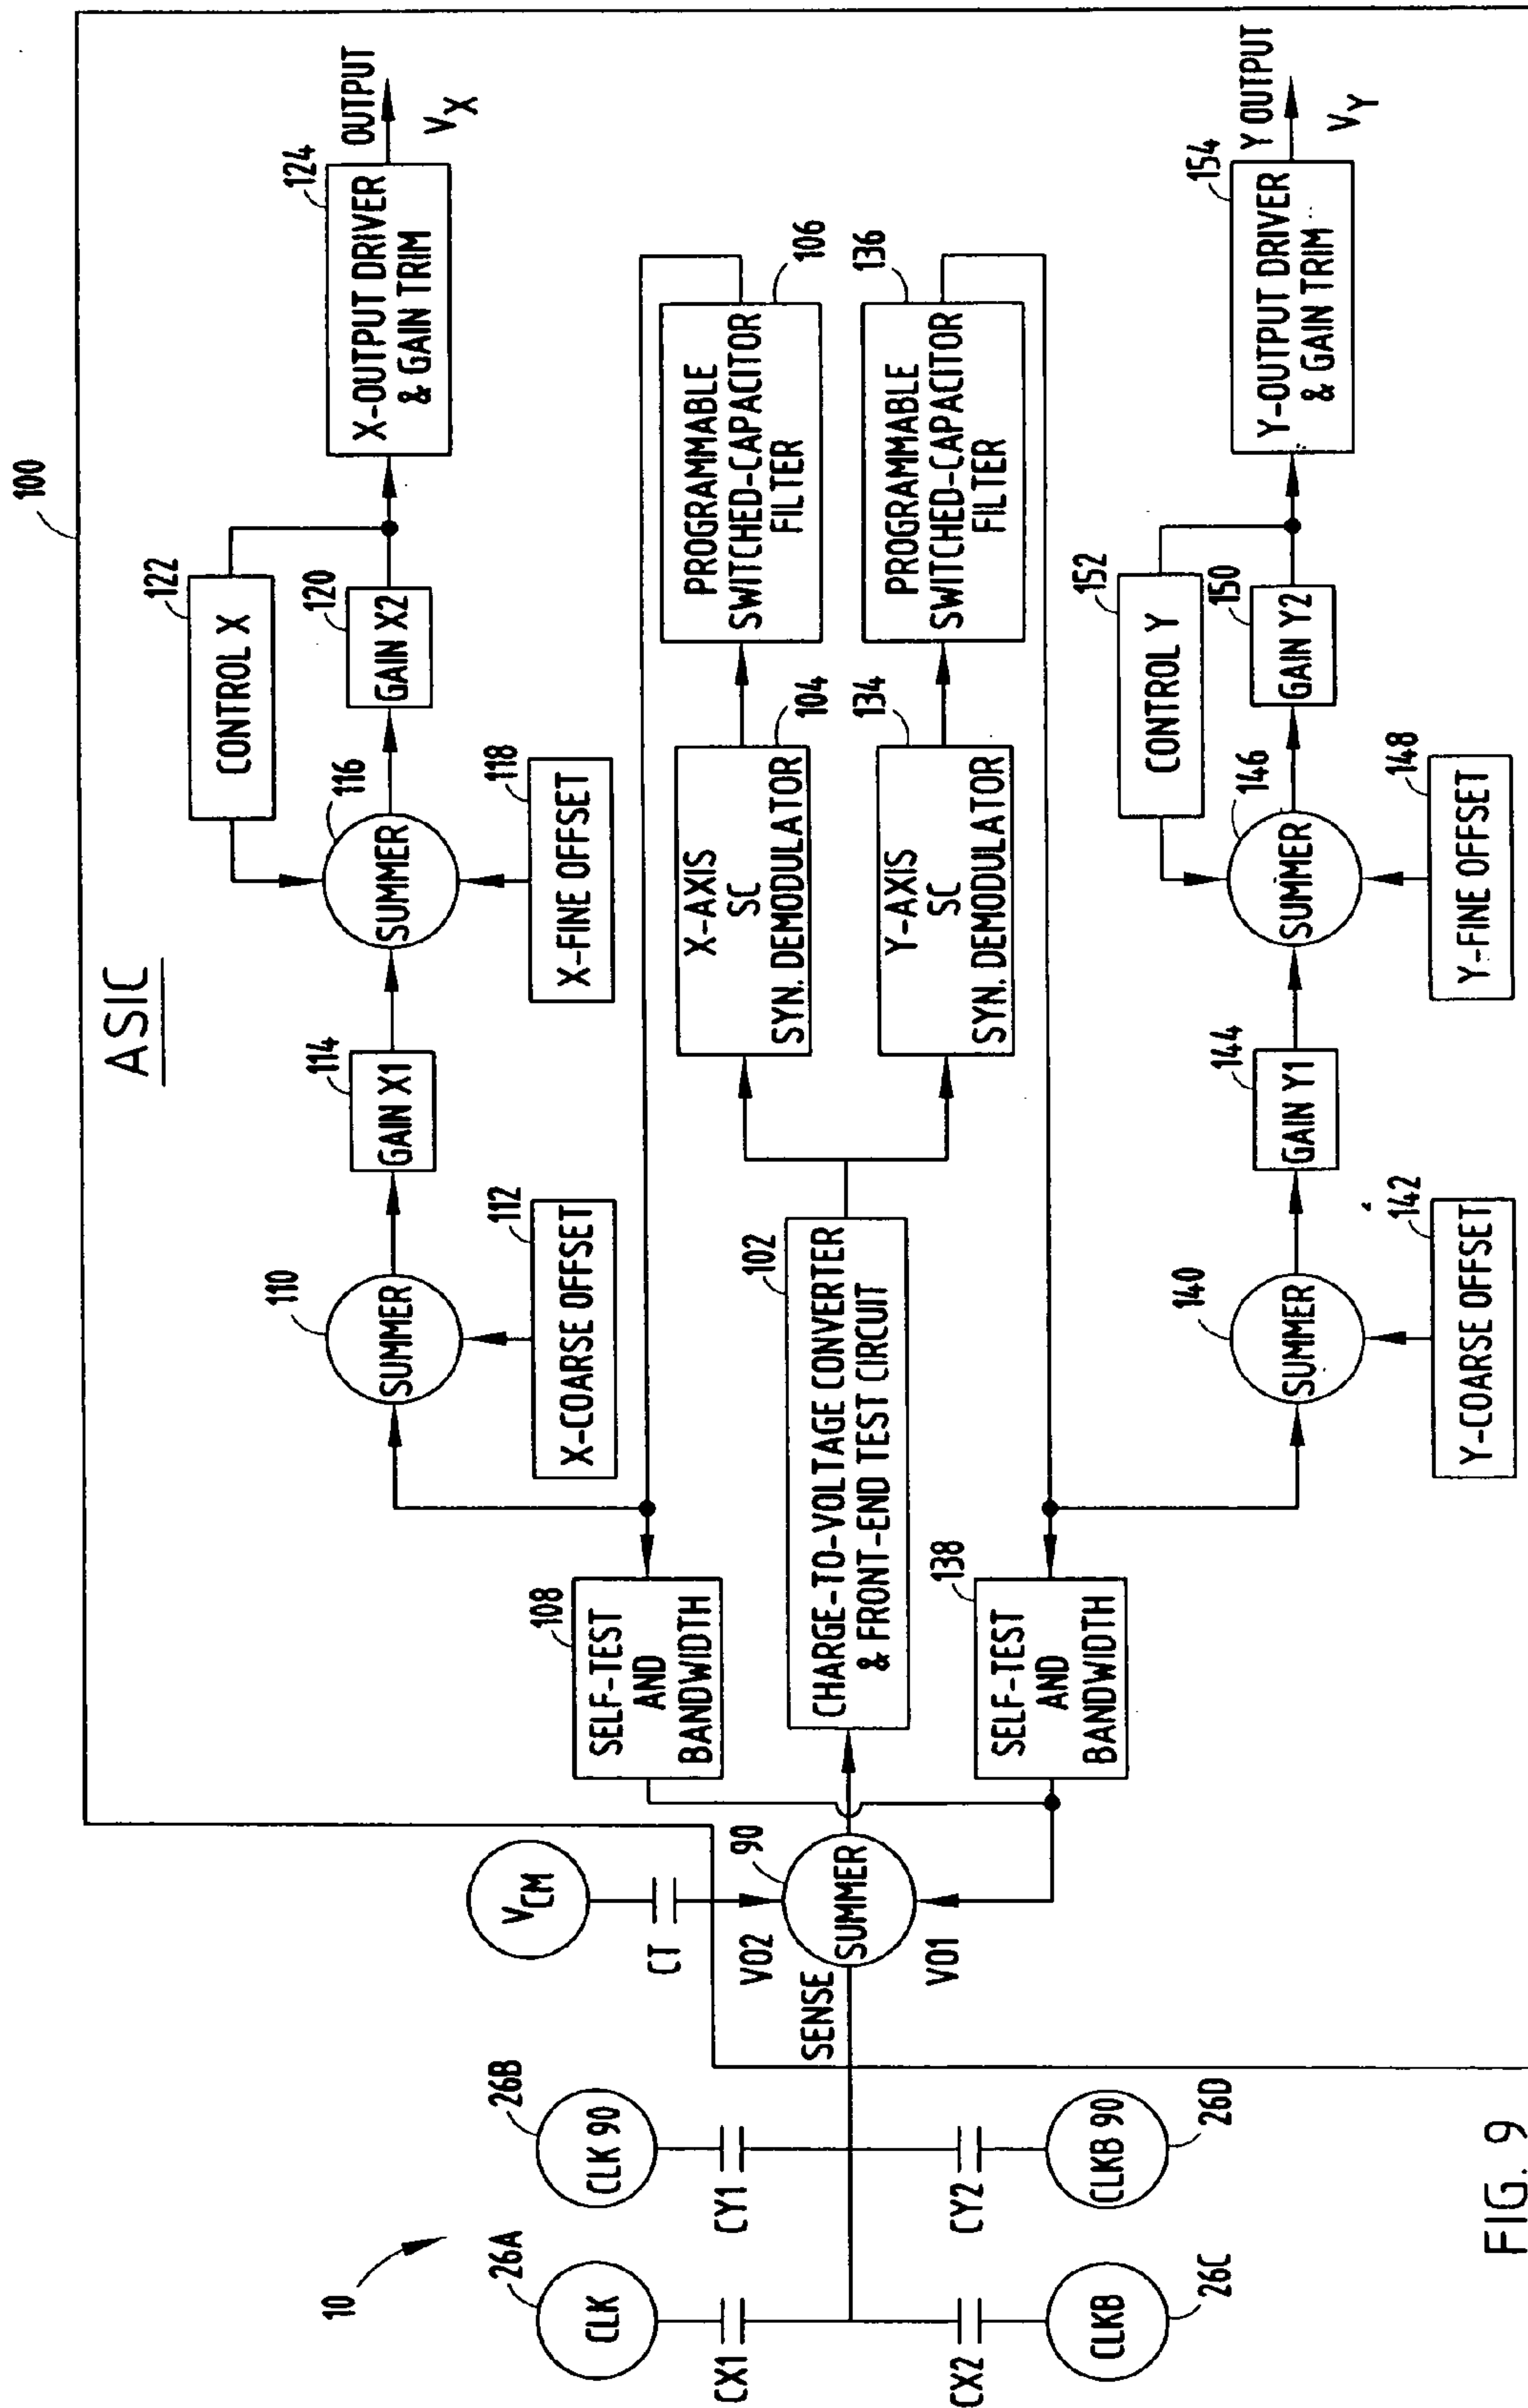 100
ASIC
110
SUMMER
112
X-COARSE OFFSET
114
GAIN X1
116
SUMMER
118
X-FINE OFFSET
122
CONTROL X
120
GAIN X2
124
X-OUTPUT DRIVER
& GAIN TRIM
OUTPUT
VX
108
SELF-TEST
AND
BANDWIDTH
VCM
CT
VO2
90
SUMMER
SENSE
VO1
102
CHARGE-TO-VOLTAGE CONVERTER
& FRONT-END TEST CIRCUIT
X-AXIS
SC
SYN. DEMODULATOR
104
PROGRAMMABLE
SWITCHED-CAPACITOR
FILTER
106
Y-AXIS
SC
SYN. DEMODULATOR
134
PROGRAMMABLE
SWITCHED-CAPACITOR
FILTER
136
138
SELF-TEST
AND
BANDWIDTH
140
SUMMER
142
Y-COARSE OFFSET
144
GAIN Y1
146
SUMMER
148
Y-FINE OFFSET
152
CONTROL Y
150
GAIN Y2
154
Y-OUTPUT DRIVER
& GAIN TRIM
Y OUTPUT
VY
10
26A
CLK
CX1
26B
CLK 90
CY1
CX2
CLKB
26C
CY2
CLKB 90
26D
FIG. 9